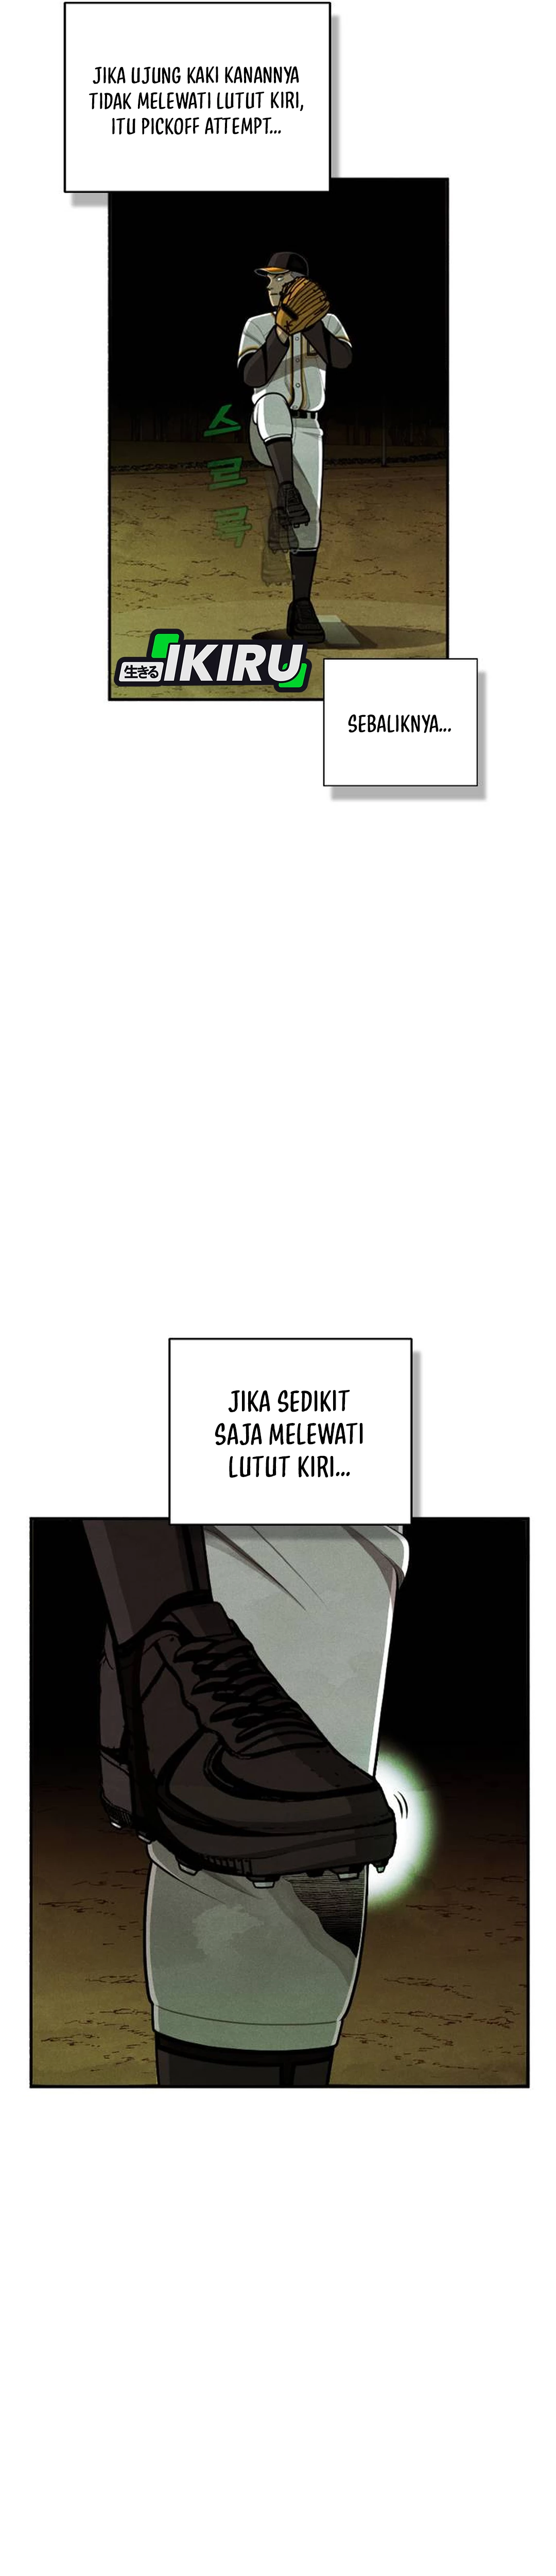 JIKA UJUNG KAKI KANANNYA
TIDAK MELEWATI LUTUT KIRI,
ITU PICKOFF ATTEMPT...
스
르
륵
生きる IKIRU
SEBALIKNYA...
JIKA SEDIKIT
SAJA MELEWATI
LUTUT KIRI...